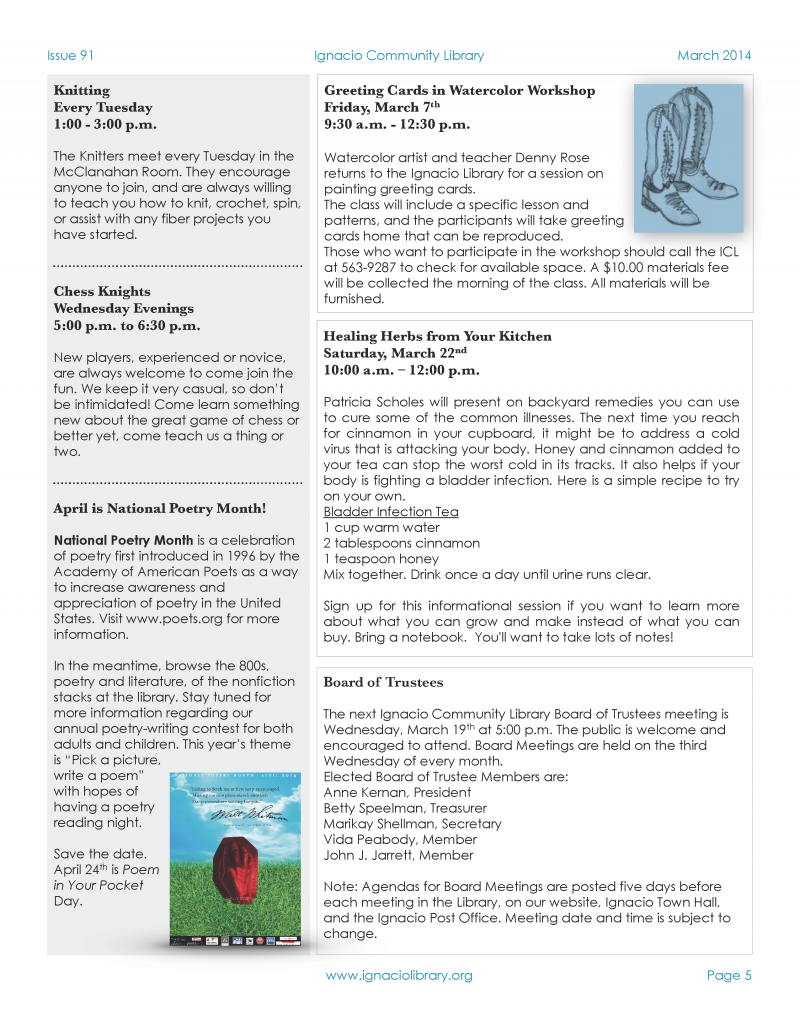 Issue 91
Ignacio Community Library
March 2014
Knitting
Every Tuesday
1:00 - 3:00 p.m.
The Knitters meet every Tuesday in the
McClanahan Room. They encourage
anyone to join, and are always willing
to teach you how to knit, crochet, spin,
or assist with any fiber projects you
have started.
Chess Knights
Wednesday Evenings
5:00 p.m. to 6:30 p.m.
New players, experienced or novice,
are always welcome to come join the
fun. We keep it very casual, so don't
be intimidated! Come learn something
new about the great game of chess or
better yet, come teach us a thing or
two.
April is National Poetry Month!
National Poetry Month is a celebration
of poetry first introduced in 1996 by the
Academy of American Poets as a way
to increase awareness and
appreciation of poetry in the United
States. Visit www.poets.org for more
information.
In the meantime, browse the 800s,
poetry and literature, of the nonfiction
stacks at the library. Stay tuned for
more information regarding our
annual poetry-writing contest for both
adults and children. This year's theme
is "Pick a picture,
write a poem"
with hopes of
having a poetry
reading night.
Save the date.
April 24th is Poem
in Your Pocket
Day.
NATIONAL POETRY MONTH · APRIL 2014
Walt Whitman
Greeting Cards in Watercolor Workshop
Friday, March 7th
9:30 a.m. - 12:30 p.m.
Watercolor artist and teacher Denny Rose
returns to the Ignacio Library for a session on
painting greeting cards.
The class will include a specific lesson and
patterns, and the participants will take greeting
cards home that can be reproduced.
Those who want to participate in the workshop should call the ICL
at 563-9287 to check for available space. A $10.00 materials fee
will be collected the morning of the class. All materials will be
furnished.
Healing Herbs from Your Kitchen
Saturday, March 22nd
10:00 a.m. – 12:00 p.m.
Patricia Scholes will present on backyard remedies you can use
to cure some of the common illnesses. The next time you reach
for cinnamon in your cupboard, it might be to address a cold
virus that is attacking your body. Honey and cinnamon added to
your tea can stop the worst cold in its tracks. It also helps if your
body is fighting a bladder infection. Here is a simple recipe to try
on your own.
Bladder Infection Tea
1 cup warm water
2 tablespoons cinnamon
1 teaspoon honey
Mix together. Drink once a day until urine runs clear.
Sign up for this informational session if you want to learn more
about what you can grow and make instead of what you can
buy. Bring a notebook. You'll want to take lots of notes!
Board of Trustees
The next Ignacio Community Library Board of Trustees meeting is
Wednesday, March 19th at 5:00 p.m. The public is welcome and
encouraged to attend. Board Meetings are held on the third
Wednesday of every month.
Elected Board of Trustee Members are:
Anne Kernan, President
Betty Speelman, Treasurer
Marikay Shellman, Secretary
Vida Peabody, Member
John J. Jarrett, Member
Note: Agendas for Board Meetings are posted five days before
each meeting in the Library, on our website, Ignacio Town Hall,
and the Ignacio Post Office. Meeting date and time is subject to
change.
www.ignaciolibrary.org
Page 5